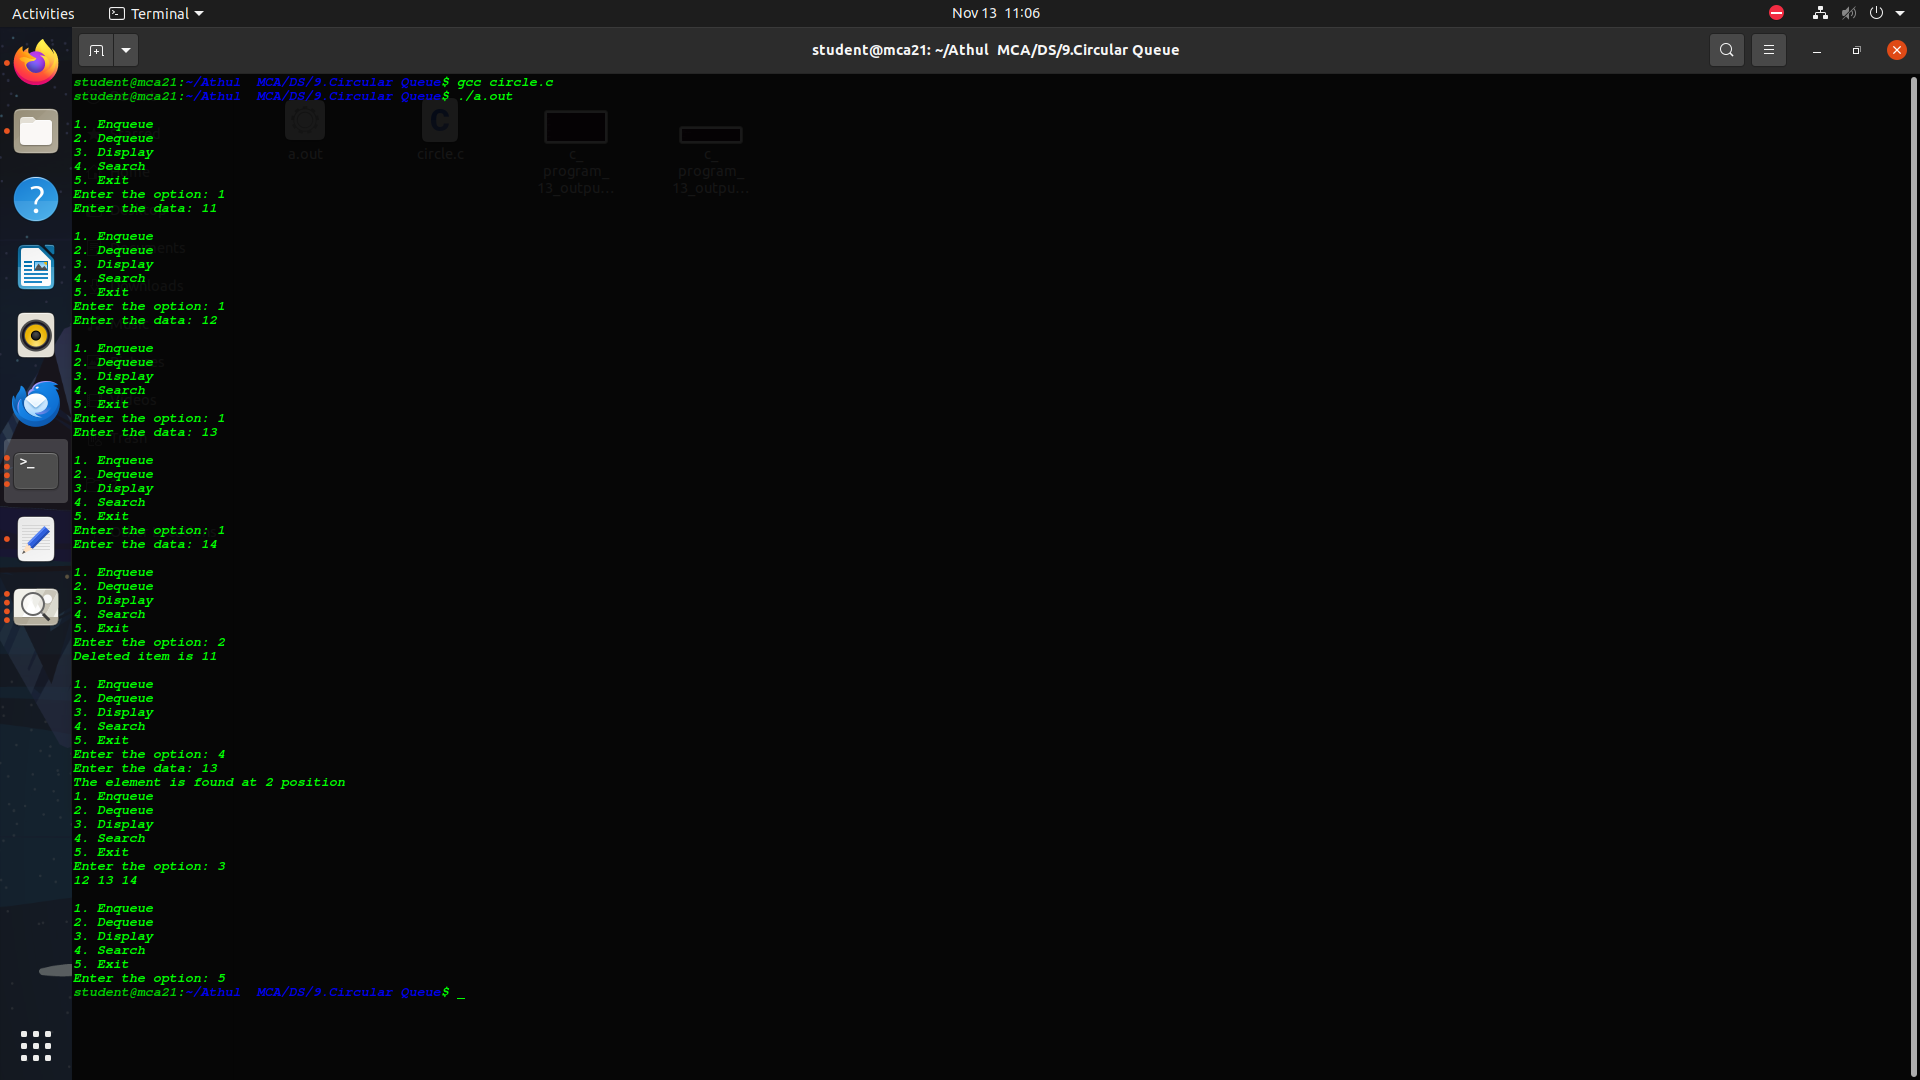 Activities
Terminal
Nov 13 11:06
student@mca21: ~/Athul  MCA/DS/9.Circular Queue
student@mca21:~/Athul  MCA/DS/9.Circular Queue$ gcc circle.c
student@mca21:~/Athul  MCA/DS/9.Circular Queue$ ./a.out
1. Enqueue
2. Dequeue
3. Display
4. Search
5. Exit
Enter the option: 1
Enter the data: 11
1. Enqueue
2. Dequeue
3. Display
4. Search
5. Exit
Enter the option: 1
Enter the data: 12
1. Enqueue
2. Dequeue
3. Display
4. Search
5. Exit
Enter the option: 1
Enter the data: 13
1. Enqueue
2. Dequeue
3. Display
4. Search
5. Exit
Enter the option: 1
Enter the data: 14
1. Enqueue
2. Dequeue
3. Display
4. Search
5. Exit
Enter the option: 2
Deleted item is 11
1. Enqueue
2. Dequeue
3. Display
4. Search
5. Exit
Enter the option: 4
Enter the data: 13
The element is found at 2 position
1. Enqueue
2. Dequeue
3. Display
4. Search
5. Exit
Enter the option: 3
12 13 14
1. Enqueue
2. Dequeue
3. Display
4. Search
5. Exit
Enter the option: 5
student@mca21:~/Athul  MCA/DS/9.Circular Queue$ _
a.out
circle.c
c_
program_
13_outpu...
c_
program_
13_outpu...